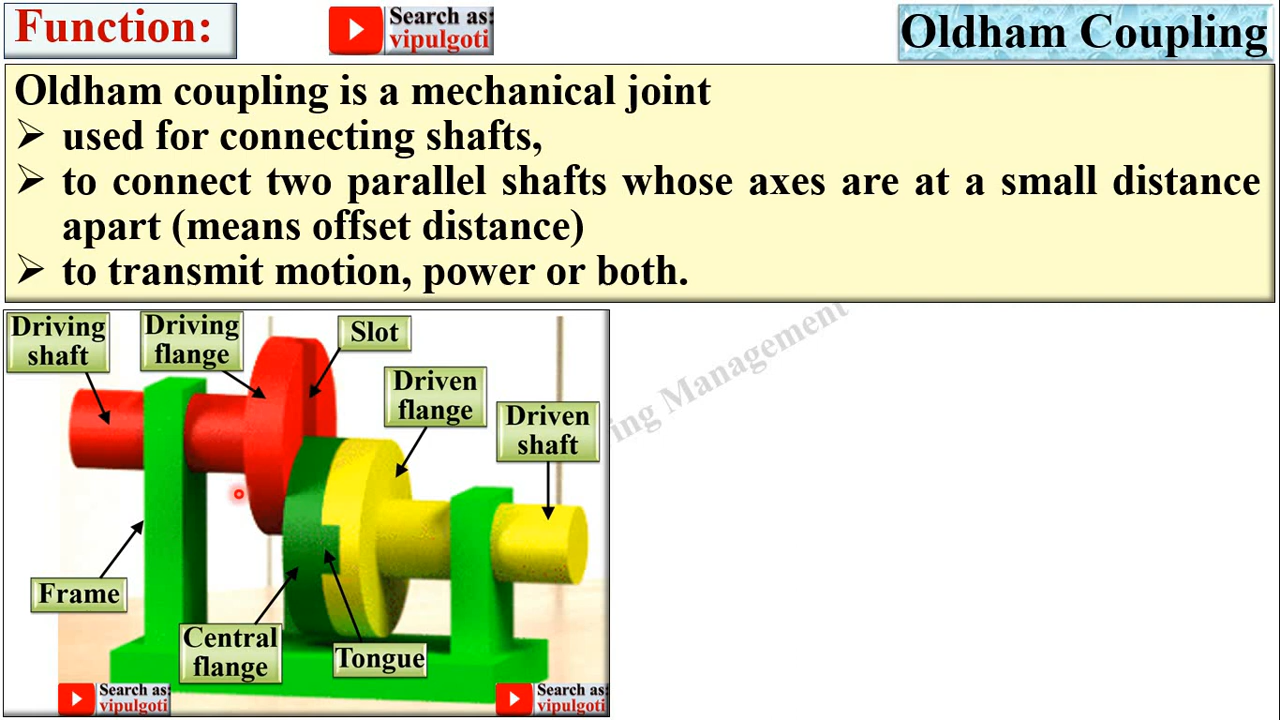 Function:
Search as:
vipulgoti
Oldham Coupling
Oldham coupling is a mechanical joint
➢ used for connecting shafts,
➢ to connect two parallel shafts whose axes are at a small distance
apart (means offset distance)
➢ to transmit motion, power or both.
Driving
shaft
Driving
flange
Slot
Driven
flange
Driven
shaft
ing Management
Frame
Central
flange
Tongue
Search as:
vipulgoti
Search as:
vipulgoti